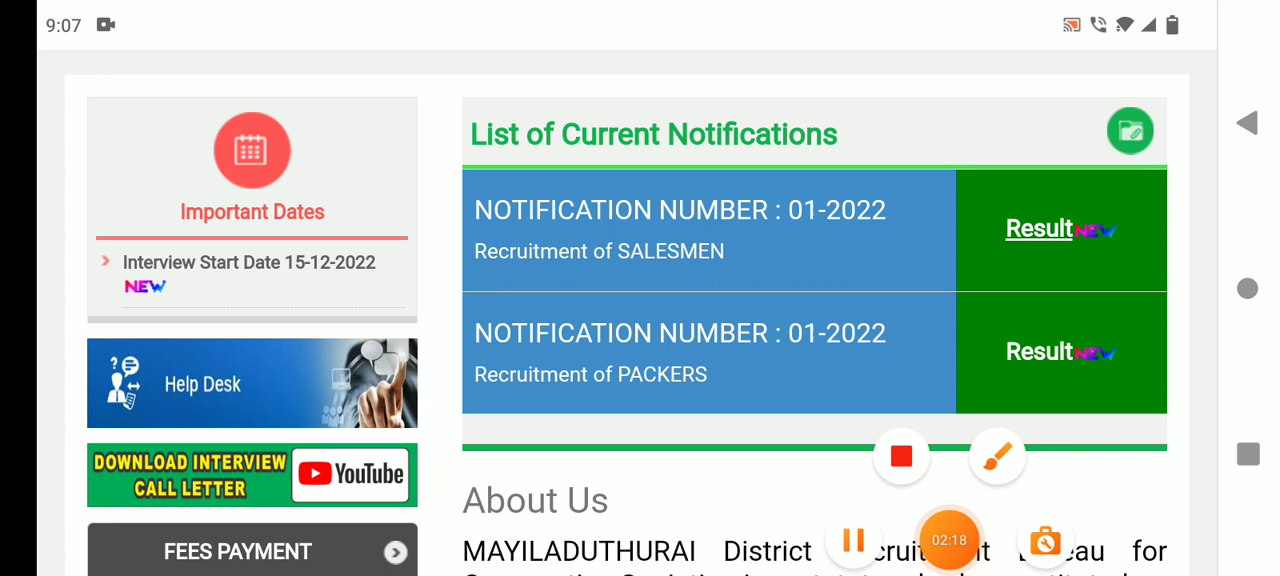 9:07
Important Dates
Interview Start Date 15-12-2022
NEW
Help Desk
DOWNLOAD INTERVIEW
CALL LETTER
YouTube
FEES PAYMENT
List of Current Notifications
NOTIFICATION NUMBER : 01-2022
Recruitment of SALESMEN
Result NEW
NOTIFICATION NUMBER : 01-2022
Recruitment of PACKERS
Result NEW
About Us
MAYILADUTHURAI District for
02:18